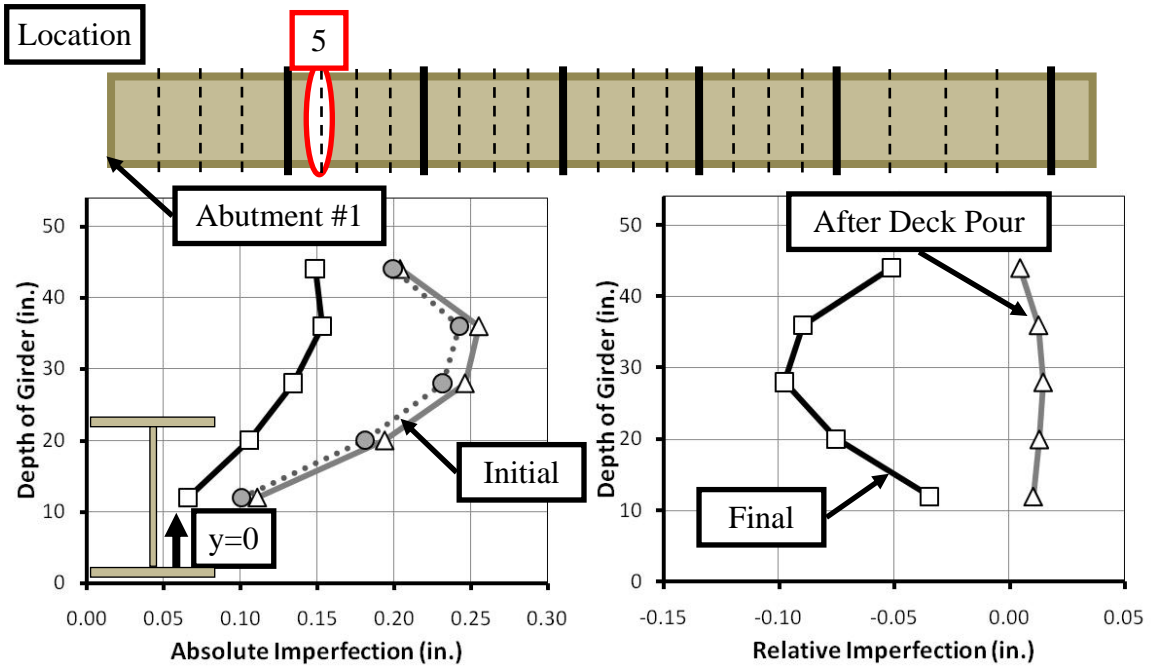 Location
5
Abutment #1
50
40
30
20
10
0
Depth of Girder (in.)
Initial
y=0
0.00 0.05 0.10 0.15 0.20 0.25 0.30
Absolute Imperfection (in.)
After Deck Pour
50
40
30
20
10
0
Depth of Girder (in.)
Final
-0.15 -0.10 -0.05 0.00 0.05
Relative Imperfection (in.)